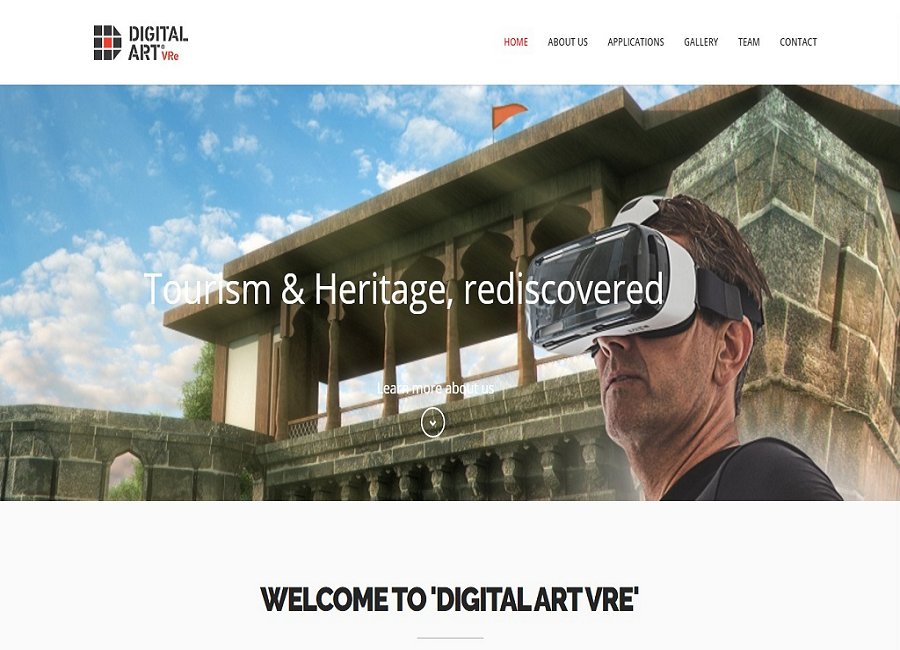 DIGITAL
ART® VRe
HOME ABOUT US APPLICATIONS GALLERY TEAM CONTACT
Tourism & Heritage, rediscovered
Learn more about us
WELCOME TO 'DIGITAL ART VRE'